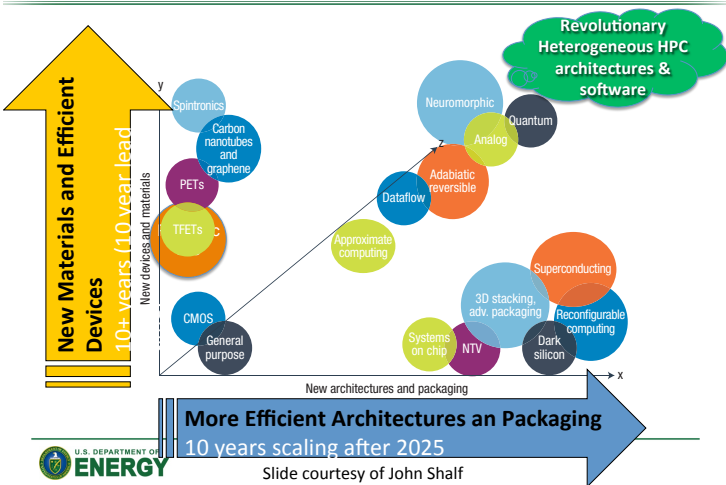 Revolutionary
Heterogeneous HPC
architectures &
software
New Materials and Efficient
Devices
10+ years (10 year lead
New devices and materials
y
Spintronics
Carbon
nanotubes and
graphene
PETs
TFETs
CMOS
General
purpose
Neuromorphic
Quantum
Analog
z
Adabiatic
reversible
Dataflow
Approximate
computing
Superconducting
3D stacking,
adv. packaging
Reconfigurable
computing
Systems
on chip
NTV
Dark
silicon
x
New architectures and packaging
More Efficient Architectures an Packaging
10 years scaling after 2025
U.S. DEPARTMENT OF
ENERGY
Slide courtesy of John Shalf